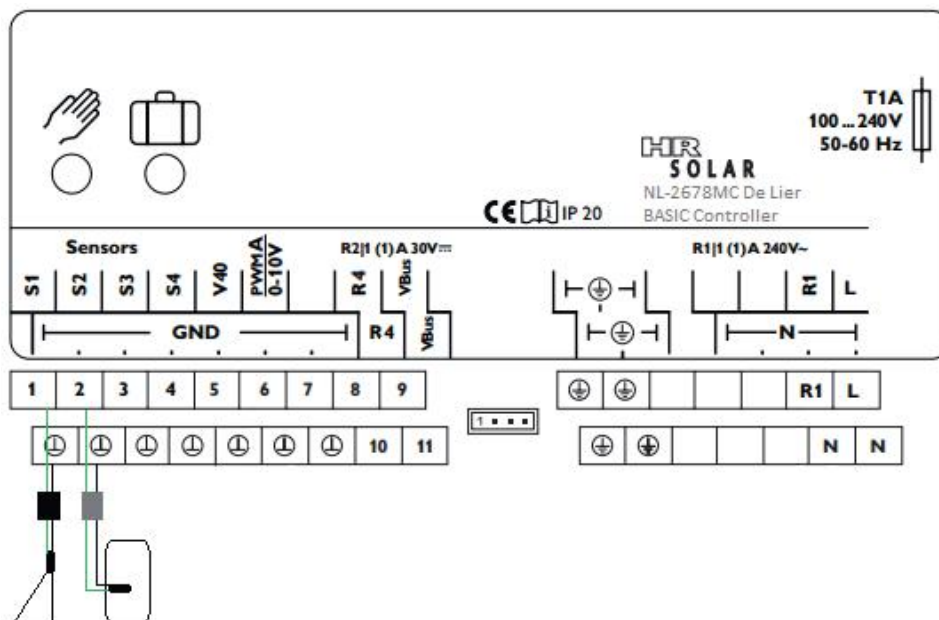 T1A
100 ... 240V
50-60 Hz
HR
SOLAR
NL-2678MC De Lier
BASIC Controller
CE i IP 20
Sensors
R2|1 (1) A 30V
R1|1 (1) A 240V~
S1 S2 S3 S4 V40 PWMA 0-10V R4 VBus R1 L
GND R4 VBus N
1 2 3 4 5 6 7 8 9 R1 L
1
10 11 N N